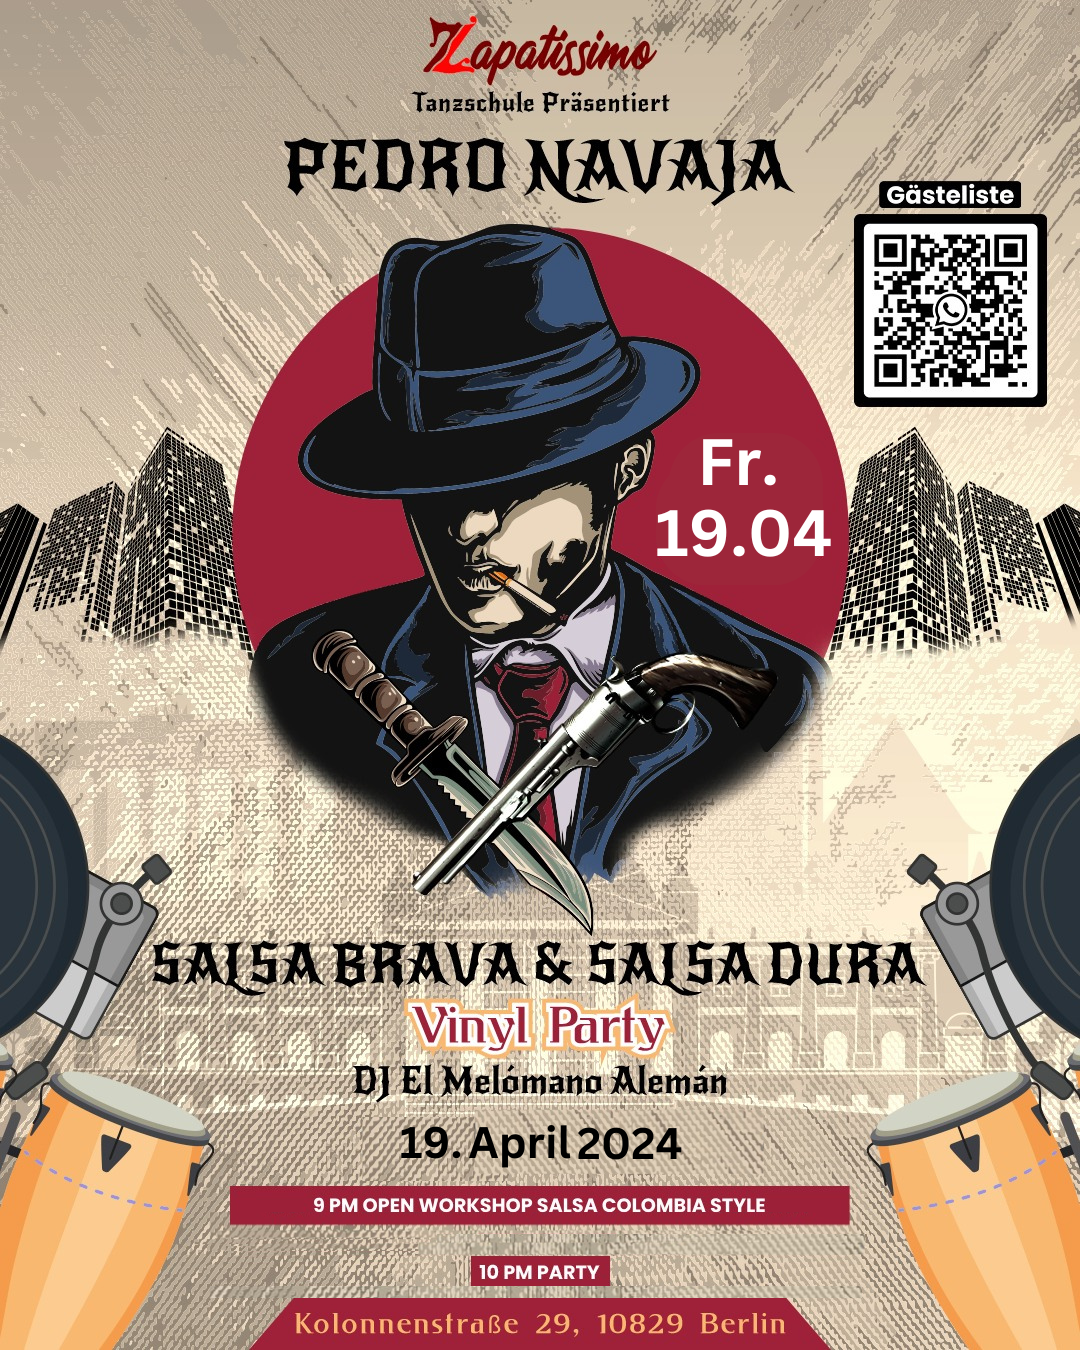 Zapatissimo
Tanzschule Präsentiert
PEDRO NAVAJA
Gästeliste
Fr.
19.04
SALSA BRAVA & SALSA DURA
Vinyl Party
DJ El Melómano Alemán
19. April 2024
9 PM OPEN WORKSHOP SALSA COLOMBIA STYLE
10 PM PARTY
Kolonnenstraße 29, 10829 Berlin